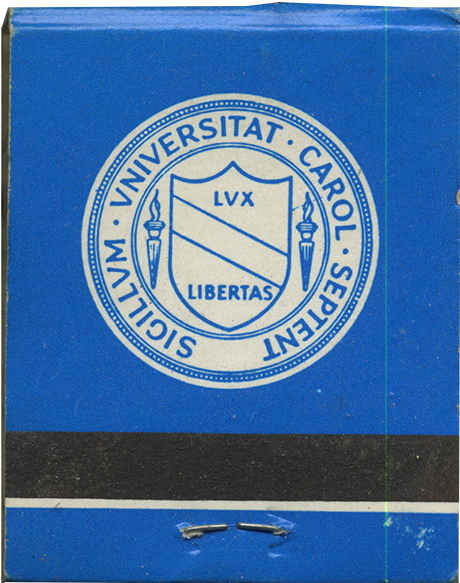 SIGILLVM · VNIVERSITAT · CAROL · SEPTENT
LVX
LIBERTAS